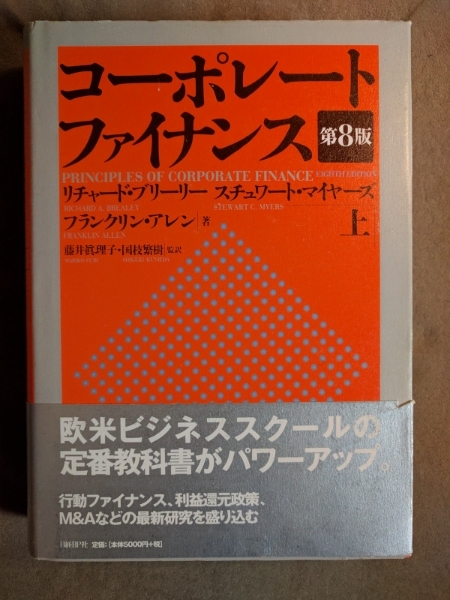 コーポレート
ファイナンス 第8版
PRINCIPLES OF CORPORATE FINANCE EIGHTH EDITION
リチャード・ブリーリー スチュワート・マイヤーズ
RICHARD A. BREALEY STEWART C. MYERS
フランクリン・アレン 著
FRANKLIN ALLEN
上
藤井眞理子・国枝繁樹 監訳
欧米ビジネススクールの
定番教科書がパワーアップ。
行動ファイナンス、利益還元政策、
M&Aなどの最新研究を盛り込む
日経BP社 定価:[本体5000円+税]